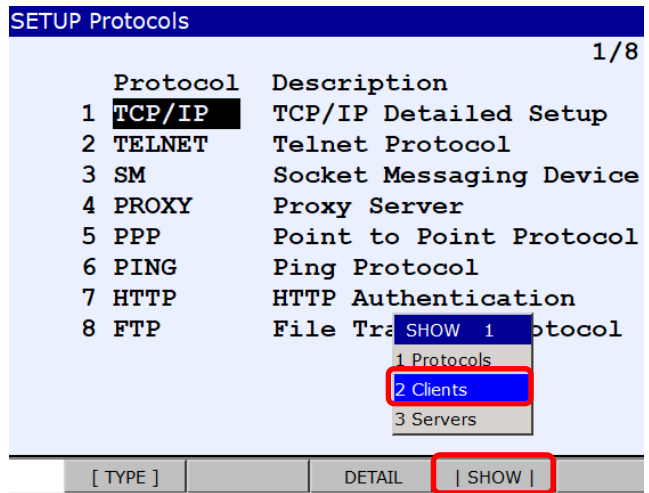 SETUP Protocols
1/8
Protocol Description
1 TCP/IP TCP/IP Detailed Setup
2 TELNET Telnet Protocol
3 SM Socket Messaging Device
4 PROXY Proxy Server
5 PPP Point to Point Protocol
6 PING Ping Protocol
7 HTTP HTTP Authentication
8 FTP File Tra otocol
SHOW 1
1 Protocols
2 Clients
3 Servers
[ TYPE ] DETAIL | SHOW |